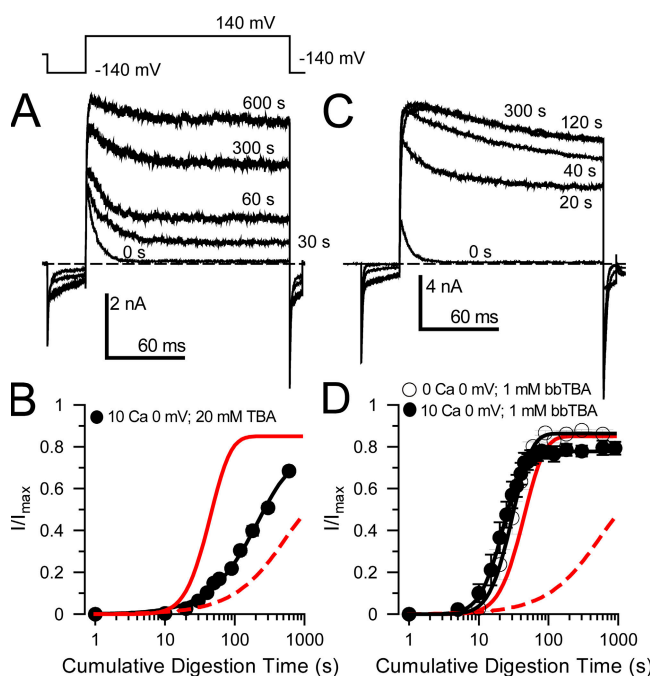 140 mV
-140 mV
-140 mV
A
600 s
300 s
60 s
0 s
30 s
2 nA
60 ms
C
300 s
120 s
40 s
20 s
0 s
4 nA
60 ms
B
10 Ca 0 mV; 20 mM TBA
I/Imax
1
0.8
0.6
0.4
0.2
0
1
10
100
1000
Cumulative Digestion Time (s)
D
0 Ca 0 mV; 1 mM bbTBA
10 Ca 0 mV; 1 mM bbTBA
I/Imax
1
0.8
0.6
0.4
0.2
0
1
10
100
1000
Cumulative Digestion Time (s)